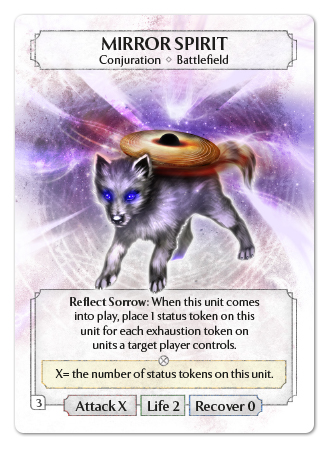 MIRROR SPIRIT
Conjuration ◇ Battlefield
Reflect Sorrow: When this unit comes
into play, place 1 status token on this
unit for each exhaustion token on
units a target player controls.
X= the number of status tokens on this unit.
3 Attack X Life 2 Recover 0